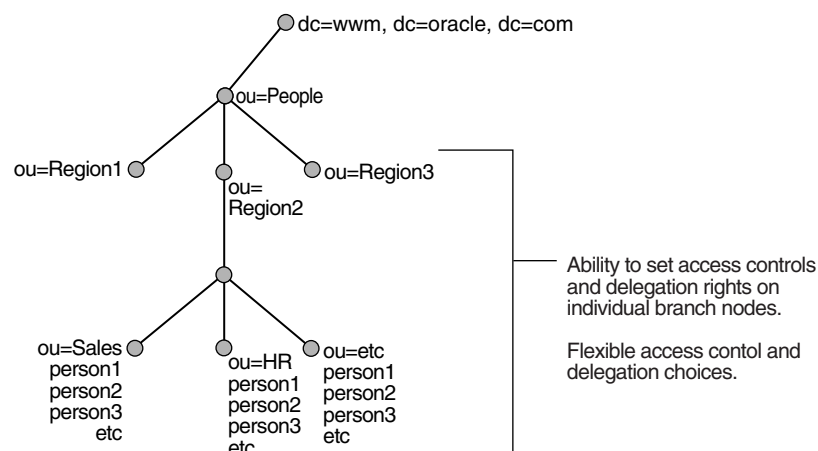 dc=wwm, dc=oracle, dc=com
ou=People
ou=Region1
ou=
Region2
ou=Region3
Ability to set access controls
and delegation rights on
individual branch nodes.
Flexible access contol and
delegation choices.
ou=Sales
person1
person2
person3
etc
ou=HR
person1
person2
person3
etc
ou=etc
person1
person2
person3
etc